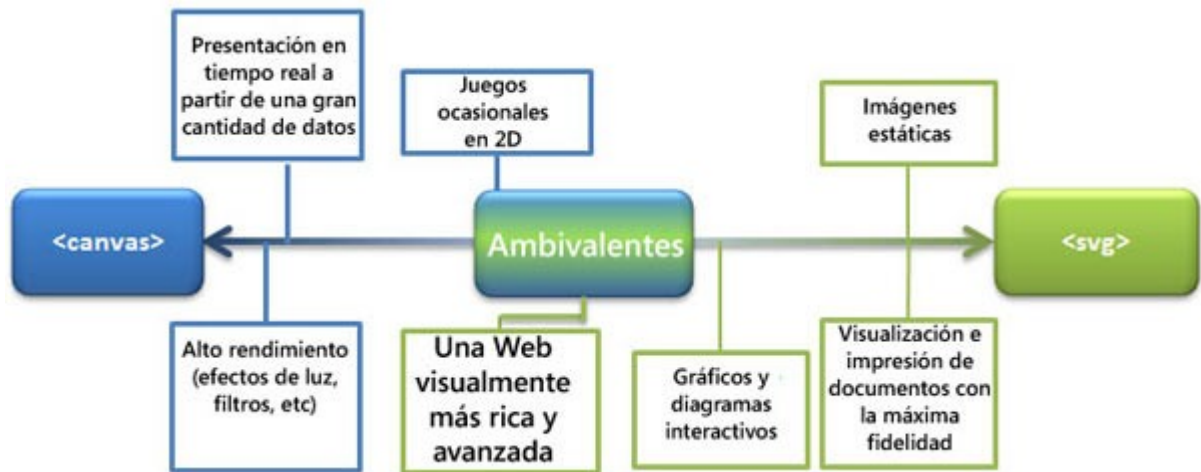 Presentación en
tiempo real a
partir de una gran
cantidad de datos
Juegos
ocasionales
en 2D
Imágenes
estáticas
<canvas>
Ambivalentes
<svg>
Alto rendimiento
(efectos de luz,
filtros, etc)
Una Web
visualmente
más rica y
avanzada
Gráficos y
diagramas
interactivos
Visualización e
impresión de
documentos con
la máxima
fidelidad